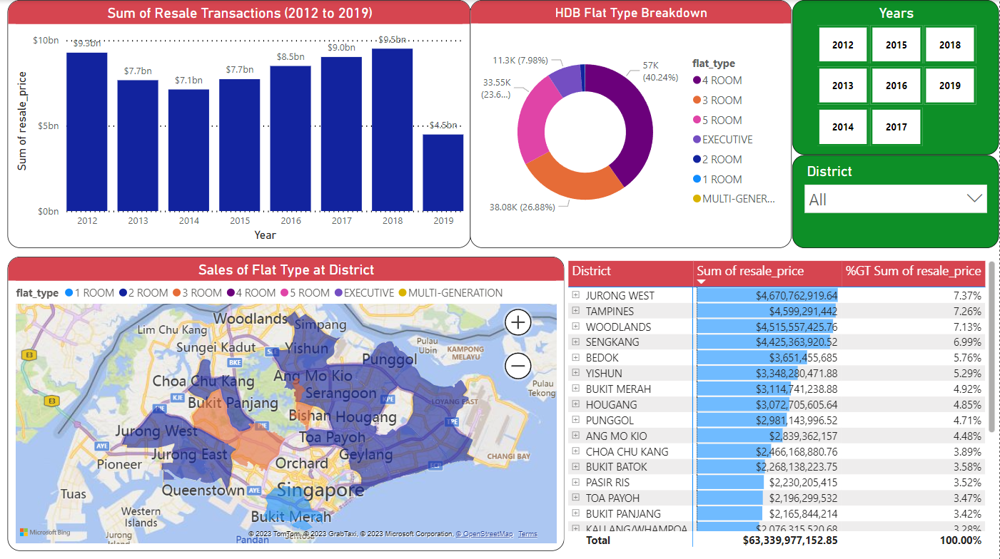 Sum of Resale Transactions (2012 to 2019)
Sum of resale_price
$10bn
$5bn
$0bn
$9.3bn
$7.7bn
$7.1bn
$7.7bn
$8.5bn
$9.0bn
$9.5bn
$4.5bn
2012 2013 2014 2015 2016 2017 2018 2019
Year
HDB Flat Type Breakdown
11.3K (7.98%)
33.55K
(23.6...)
57K
(40.24%)
38.08K (26.88%)
flat_type
4 ROOM
3 ROOM
5 ROOM
EXECUTIVE
2 ROOM
1 ROOM
MULTI-GENER...
Years
2012 2015 2018
2013 2016 2019
2014 2017
District
All
Sales of Flat Type at District
flat_type 1 ROOM 2 ROOM 3 ROOM 4 ROOM 5 ROOM EXECUTIVE MULTI-GENERATION
Woodlands
Simpang
Lim Chu Kang
Sungei Kadut
SLE
Yishun
Pulau
Ubin
KAMPONG
MELAYU
E3
BKE
Punggol
Ang Mo Kio
Choa Chu Kang
Serangoon
Pulau
Tekong
E3
KJE
Bukit Panjang
LOYANG EAST
Bishan
Hougang
TPE
Jurong West
Toa Payoh
AYE
Jurong East
Geylang
CHANGI BAY
Pioneer
Orchard
ECP
Tuas
Queenstown
AYE
Singapore
Western
Islands
Bukit Merah
Microsoft Bing
Jurong
Island
Pandan
© 2023 TomTom, © 2023 GrabTaxi, © 2023 Microsoft Corporation, © OpenStreetMap Terms
District Sum of resale_price %GT Sum of resale_price
JURONG WEST $4,670,762,919.64 7.37%
TAMPINES $4,599,291,442 7.26%
WOODLANDS $4,515,557,425.76 7.13%
SENGKANG $4,425,363,920.52 6.99%
BEDOK $3,651,455,685 5.76%
YISHUN $3,348,280,471.88 5.29%
BUKIT MERAH $3,114,741,238.88 4.92%
HOUGANG $3,072,705,605.64 4.85%
PUNGGOL $2,981,143,996.52 4.71%
ANG MO KIO $2,839,362,157 4.48%
CHOA CHU KANG $2,466,168,880.76 3.89%
BUKIT BATOK $2,268,138,223.75 3.58%
PASIR RIS $2,230,205,415 3.52%
TOA PAYOH $2,196,299,532 3.47%
BUKIT PANJANG $2,165,844,214 3.42%
KALLANG/WHAMPOA $2,076,315,520.68 3.28%
Total $63,339,977,152.85 100.00%